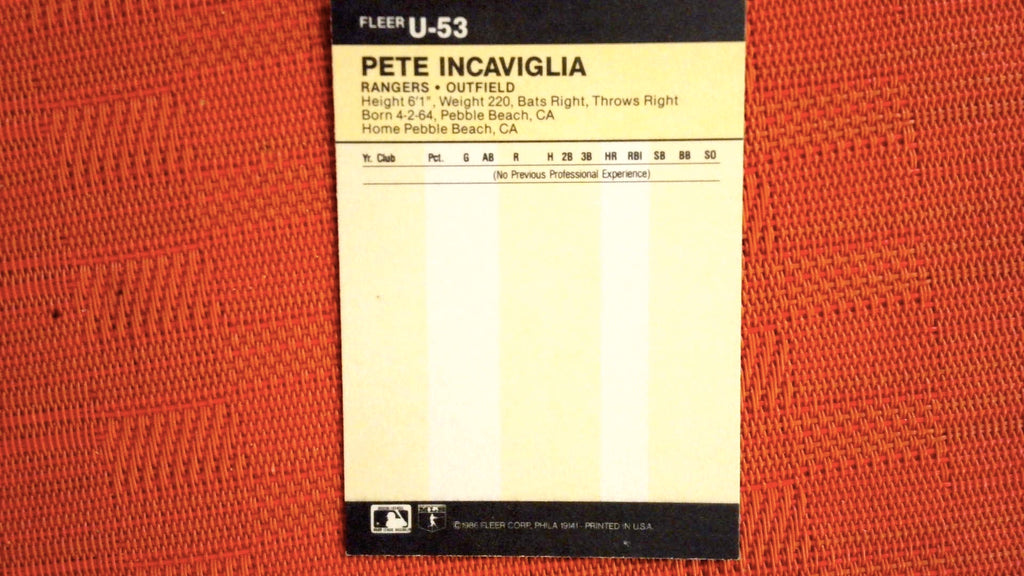 FLEER U-53
PETE INCAVIGLIA
RANGERS • OUTFIELD
Height 6'1", Weight 220, Bats Right, Throws Right
Born 4-2-64, Pebble Beach, CA
Home Pebble Beach, CA
Yr. Club Pct. G AB R H 2B 3B HR RBI SB BB SO
(No Previous Professional Experience)
©1986 FLEER CORP. PHILA 19141 - PRINTED IN U.S.A.